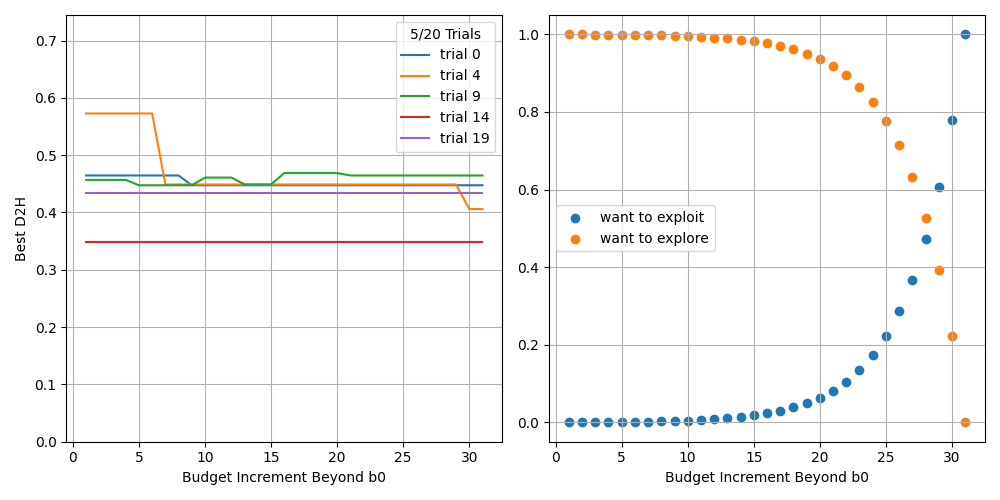 5/20 Trials
trial 0
trial 4
trial 9
trial 14
trial 19
0.7
0.6
0.5
0.4
0.3
0.2
0.1
0.0
Best D2H
0 5 10 15 20 25 30
Budget Increment Beyond b0
want to exploit
want to explore
1.0
0.8
0.6
0.4
0.2
0.0
0 5 10 15 20 25 30
Budget Increment Beyond b0